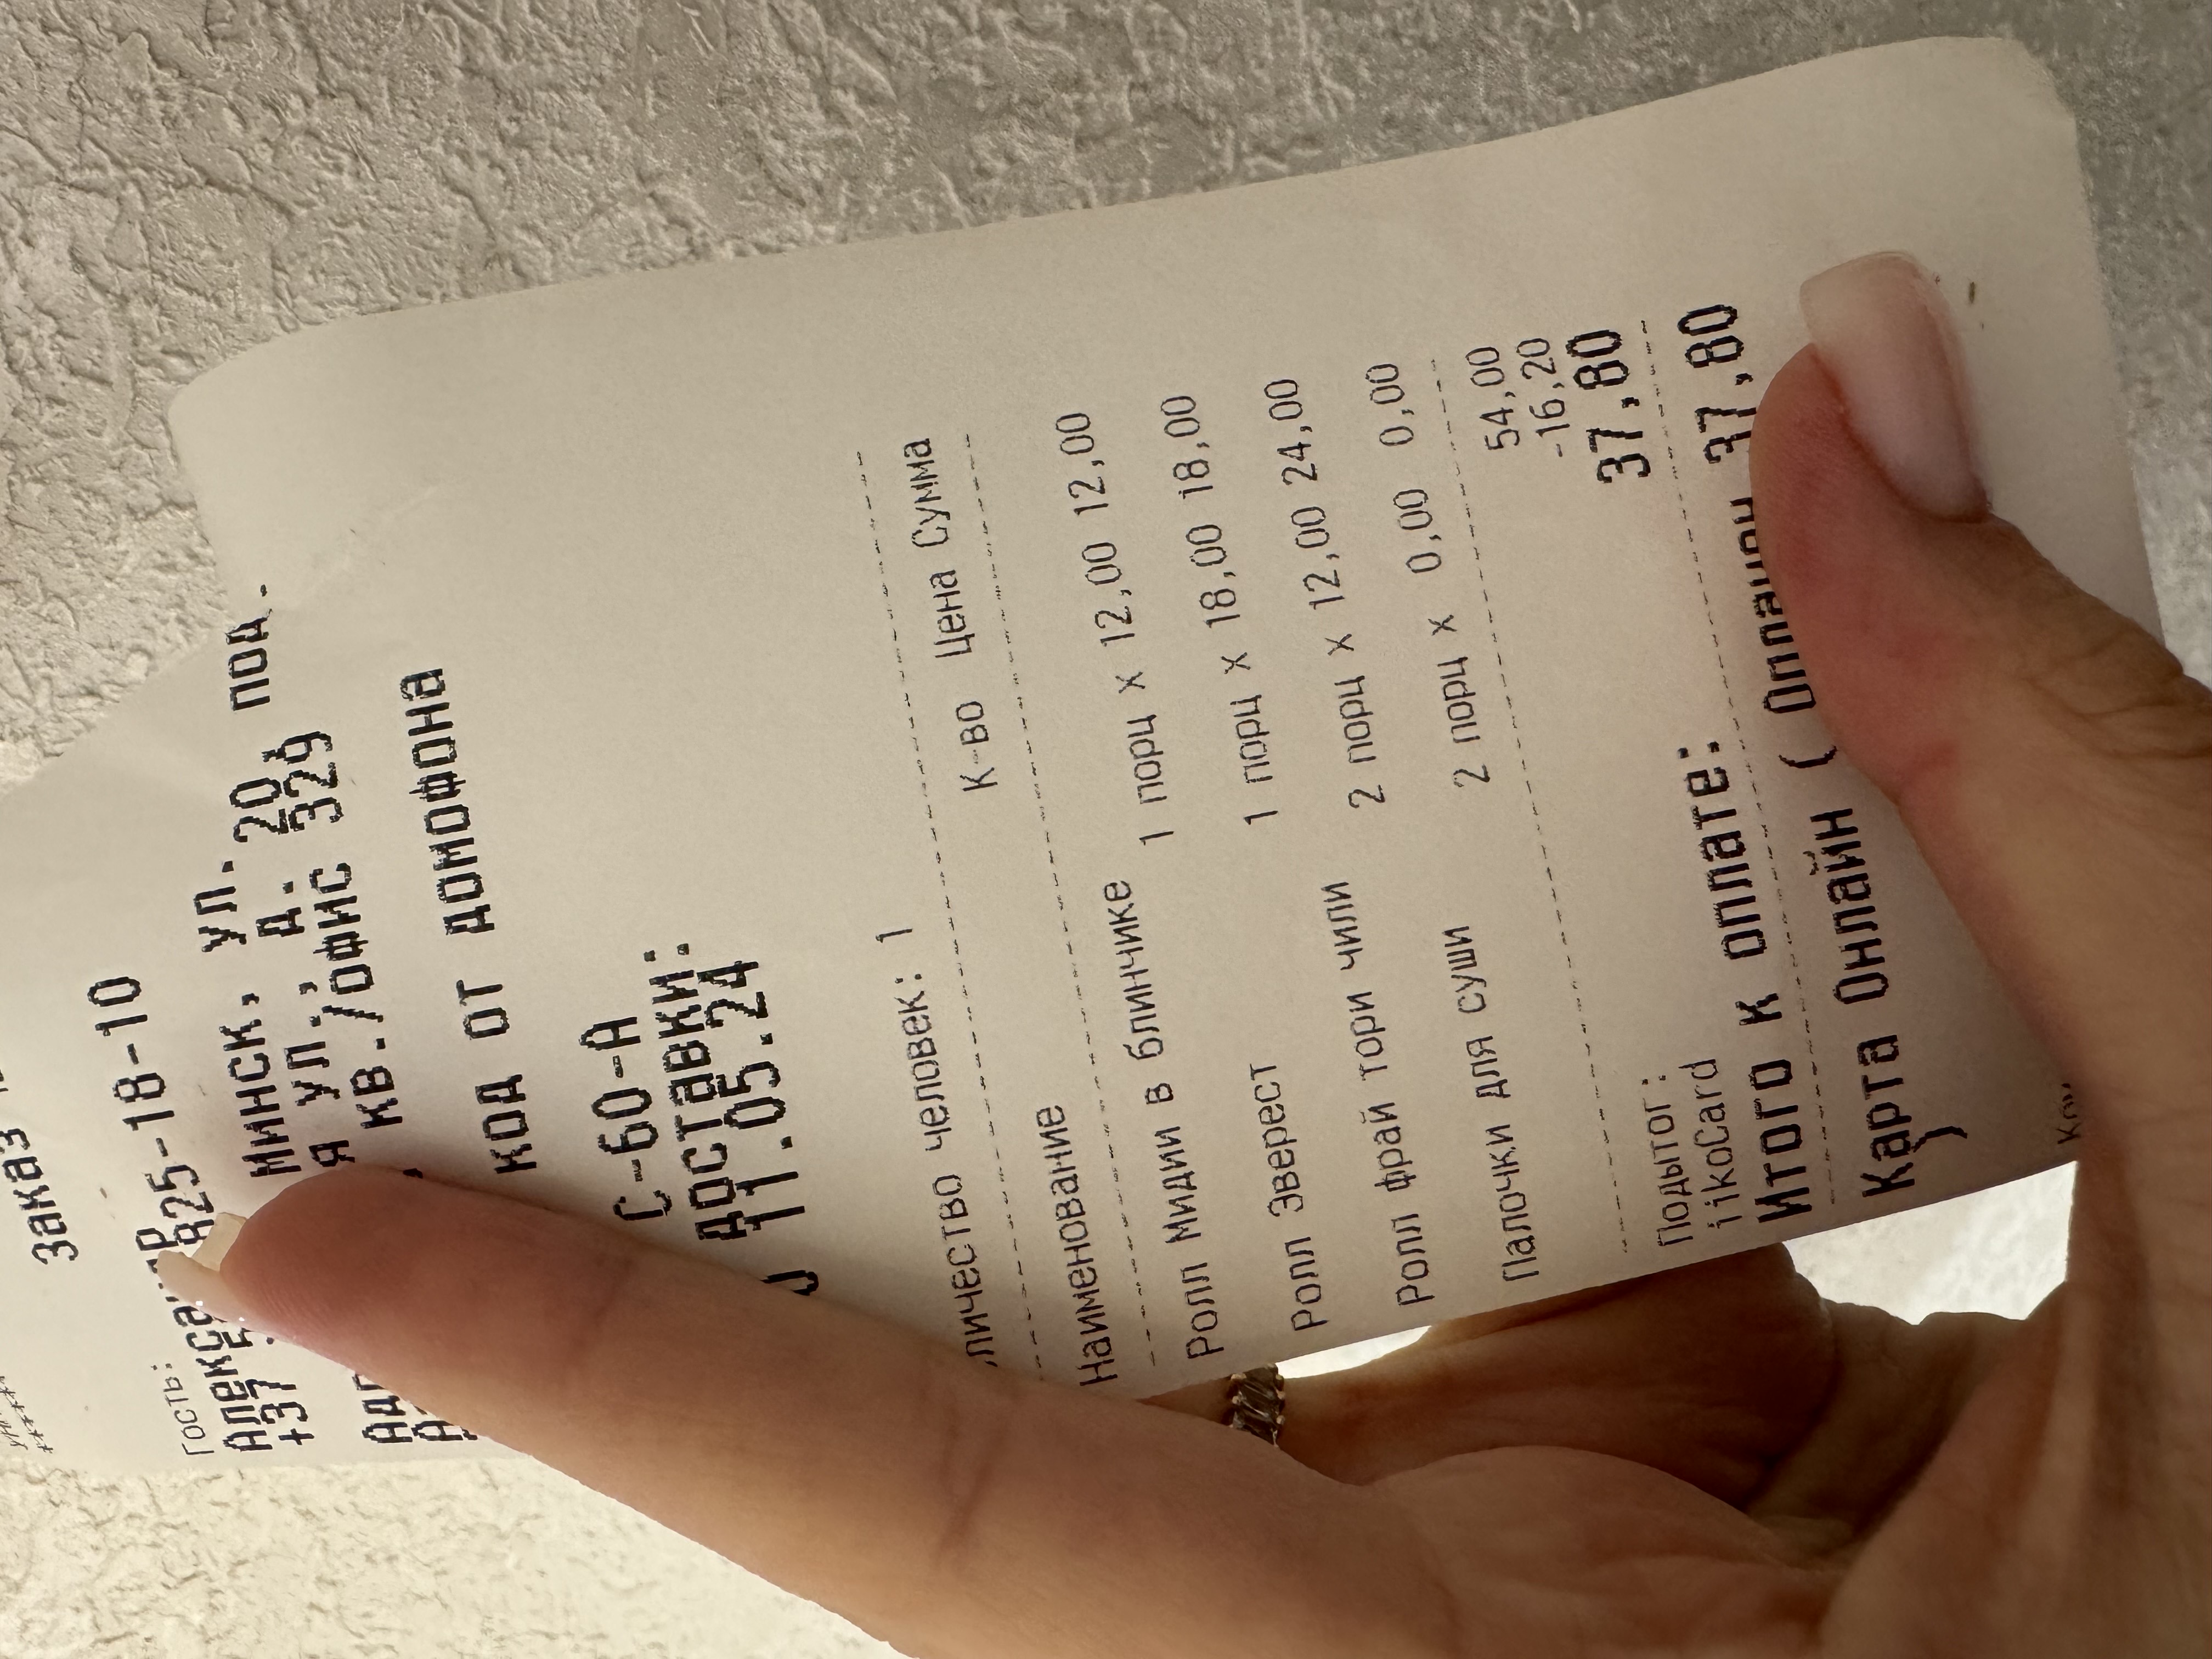 заказ
Гость:
925-18-10
Минск, ул.
я ул., д. 20, под.
кв./офис 329
код от домофона
С-60-А
доставки:
11.05.24
человек: 1
Наименование К-во Цена Сумма
Ролл Мидии в блинчике
1 порц x 12,00 12,00
Ролл Эверест
1 порц x 18,00 18,00
Ролл фрай тори чили
2 порц x 12,00 24,00
Палочки для суши
2 порц x 0,00 0,00
Подытог: 54,00
iikoCard -16,20
Итого к оплате: 37,80
Карта Онлайн ( 37,80
)